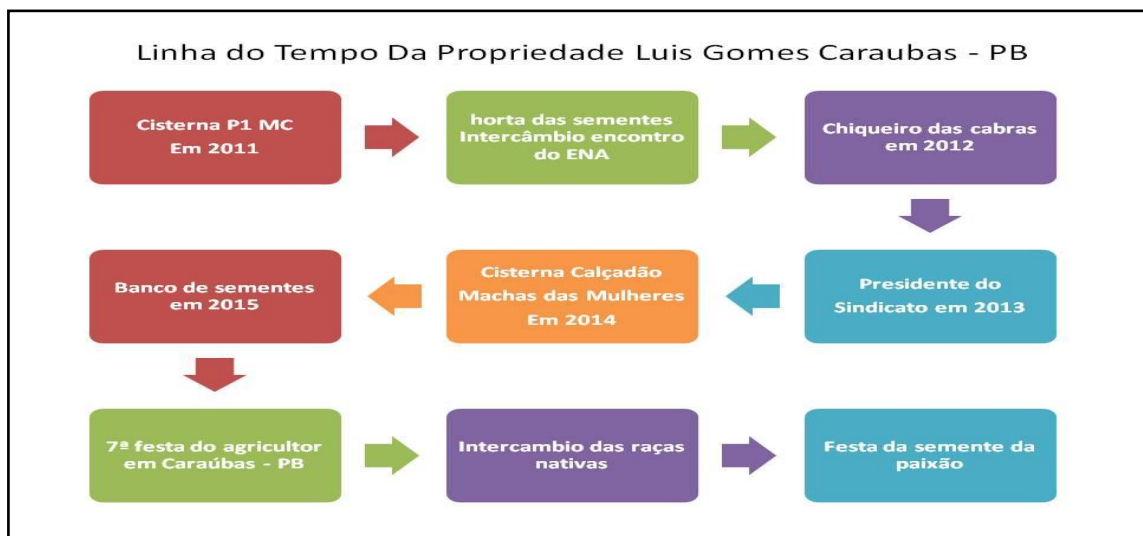 Linha do Tempo Da Propriedade Luis Gomes Caraubas - PB
Cisterna P1 MC
Em 2011
horta das sementes
Intercâmbio encontro
do ENA
Chiqueiro das cabras
em 2012
Presidente do
Sindicato em 2013
Cisterna Calçadão
Machas das Mulheres
Em 2014
Banco de sementes
em 2015
7ª festa do agricultor
em Caraúbas - PB
Intercambio das raças
nativas
Festa da semente da
paixão